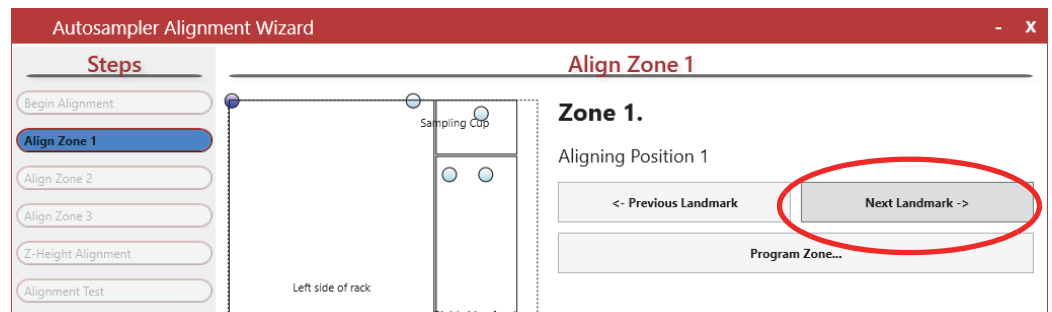 Autosampler Alignment Wizard
- X
Steps
Begin Alignment
Align Zone 1
Align Zone 2
Align Zone 3
Z-Height Alignment
Alignment Test
Align Zone 1
Sampling Cup
Left side of rack
Zone 1.
Aligning Position 1
<- Previous Landmark
Next Landmark ->
Program Zone...